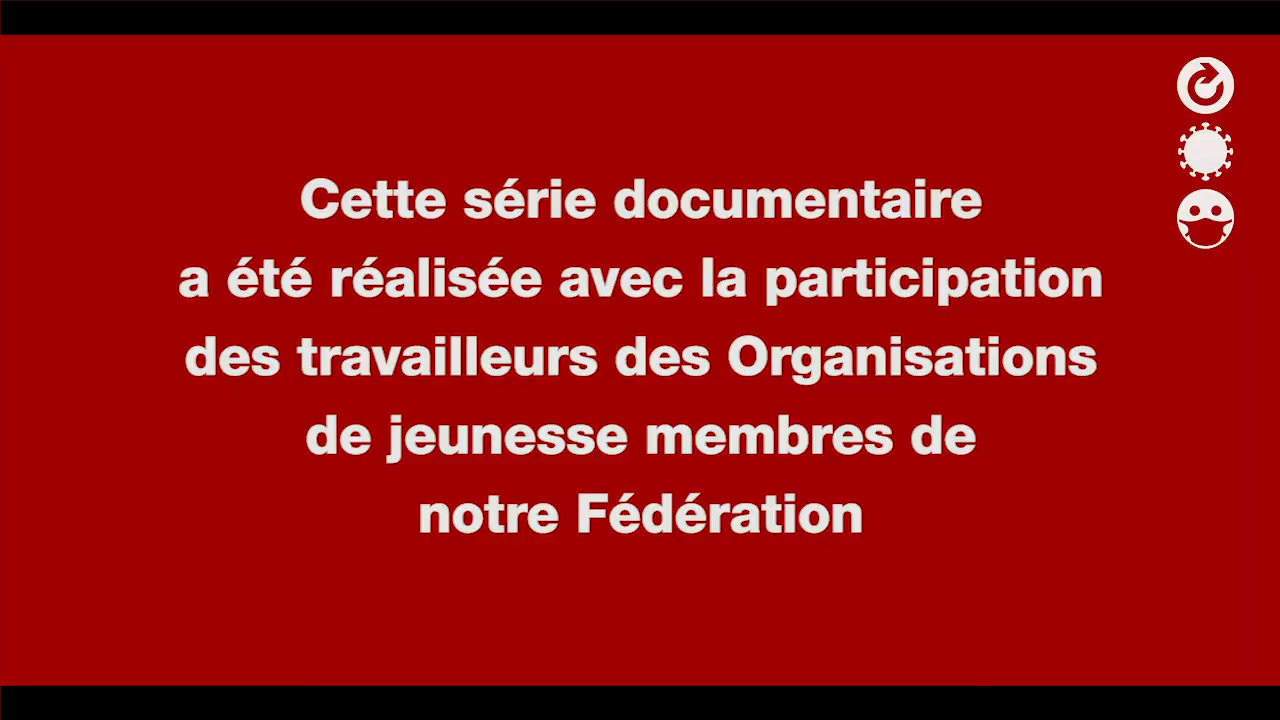 Cette série documentaire
a été réalisée avec la participation
des travailleurs des Organisations
de jeunesse membres de
notre Fédération